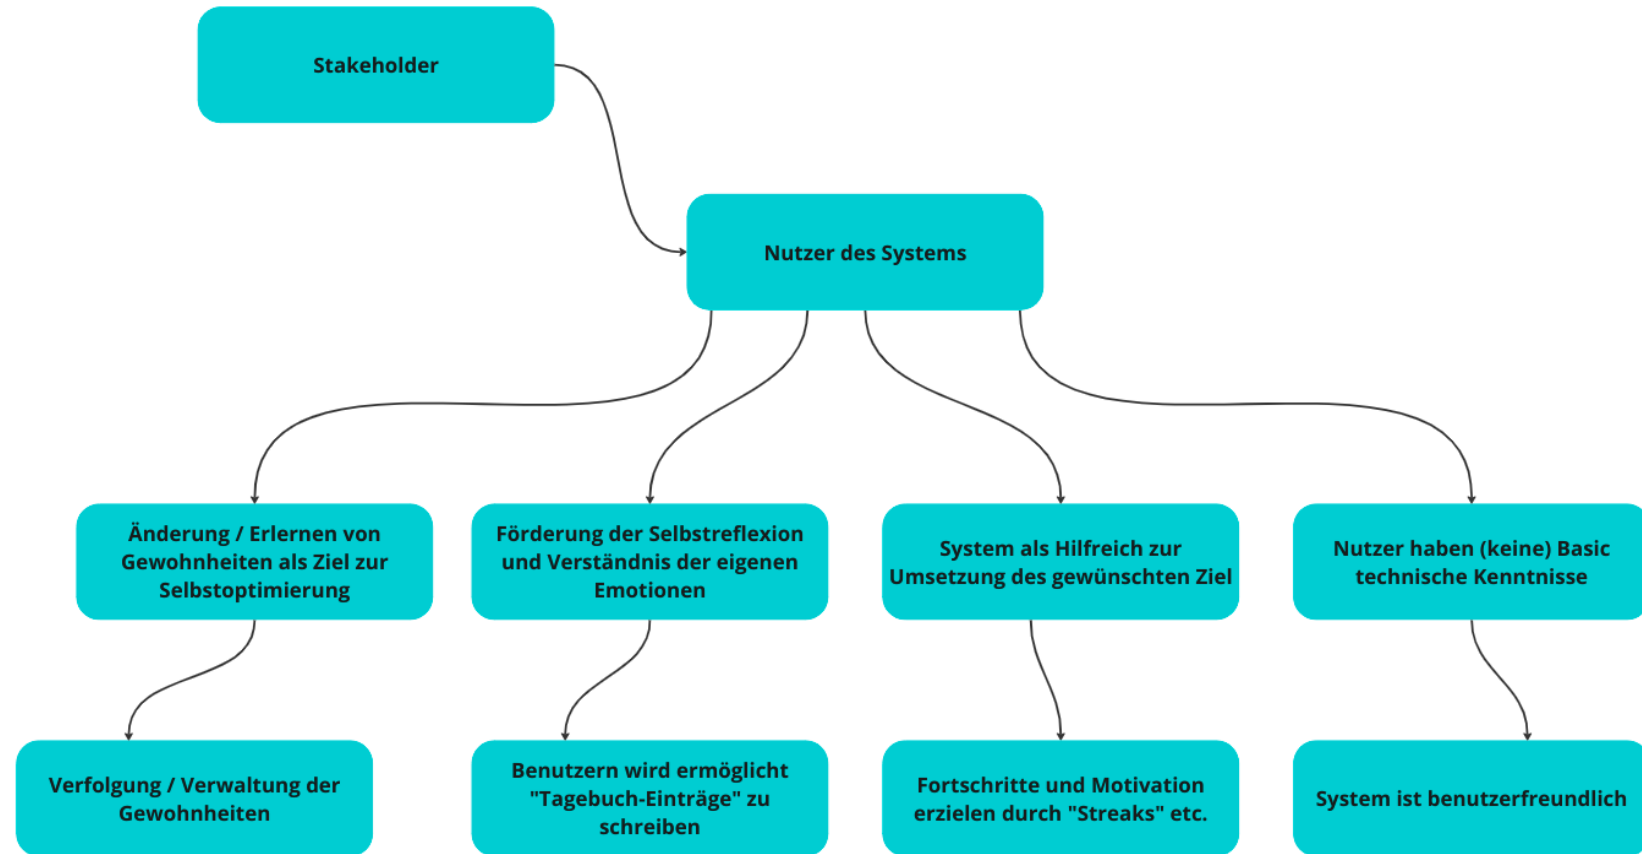 Stakeholder
Nutzer des Systems
Änderung / Erlernen von
Gewohnheiten als Ziel zur
Selbstoptimierung
Förderung der Selbstreflexion
und Verständnis der eigenen
Emotionen
System als Hilfreich zur
Umsetzung des gewünschten Ziel
Nutzer haben (keine) Basic
technische Kenntnisse
Verfolgung / Verwaltung der
Gewohnheiten
Benutzern wird ermöglicht
"Tagebuch-Einträge" zu
schreiben
Fortschritte und Motivation
erzielen durch "Streaks" etc.
System ist benutzerfreundlich